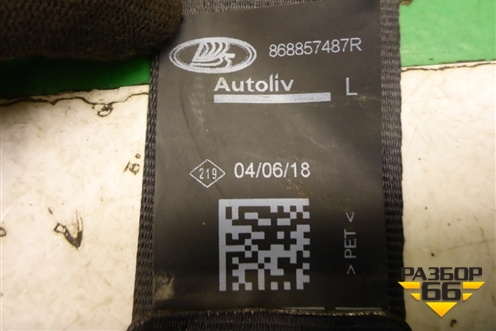 868857487R
Autoliv
L
219 04/06/18
> PET <
РАЗБОР
66